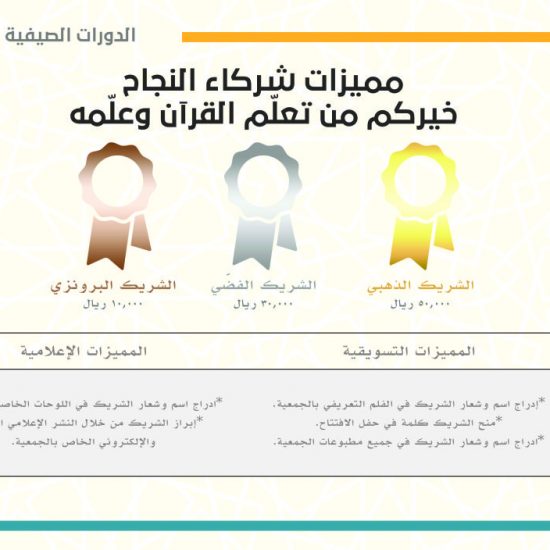 الدورات الصيفية
مميزات شركاء النجاح
خيركم من تعلّم القرآن وعلّمه
الشريك الذهبي
٥٠,٠٠٠ ريال
الشريك الفضّي
٣٠,٠٠٠ ريال
الشريك البرونزي
١٠,٠٠٠ ريال
المميزات التسويقية
*إدراج اسم وشعار الشريك في الفلم التعريفي بالجمعية.
*منح الشريك كلمة في حفل الافتتاح.
*ادراج اسم وشعار الشريك في جميع مطبوعات الجمعية.
المميزات الإعلامية
*ادراج اسم وشعار الشريك في اللوحات
*إبراز الشريك من خلال النشر الإعلامي
والإلكتروني الخاص بالجمعية.